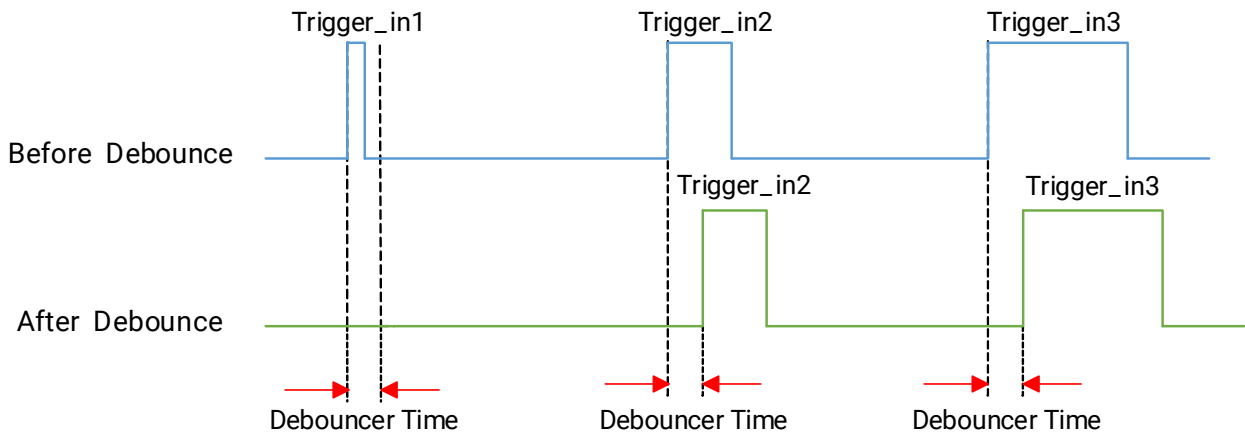 Trigger_in1
Trigger_in2
Trigger_in3
Before Debounce
Trigger_in2
Trigger_in3
After Debounce
Debouncer Time
Debouncer Time
Debouncer Time